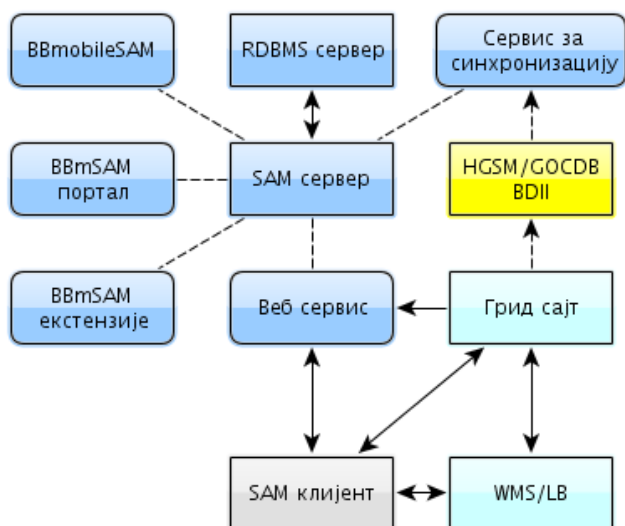 BBmobileSAM
RDBMS сервер
Сервис за
синхронизацију
BBmSAM
портал
SAM сервер
HGSM/GOCDB
BDII
BBmSAM
екстензије
Веб сервис
Грид сајт
SAM клијент
WMS/LB